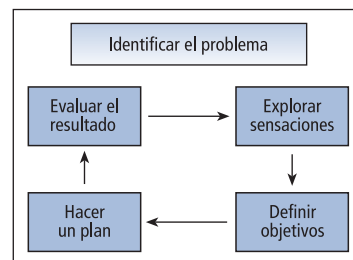 Identificar el problema
Evaluar el
resultado
Explorar
sensaciones
Hacer
un plan
Definir
objetivos